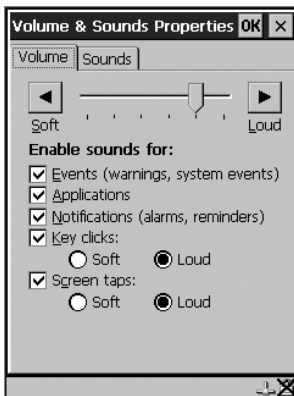 Volume & Sounds Properties OK ×
Volume Sounds
Soft Loud
Enable sounds for:
Events (warnings, system events)
Applications
Notifications (alarms, reminders)
Key clicks:
Soft Loud
Screen taps:
Soft Loud